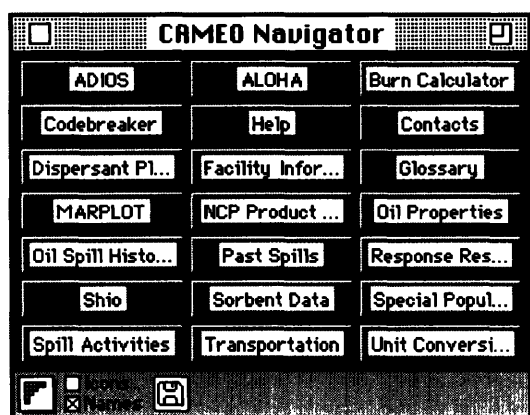 CAMEO Navigator
ADIOS ALOHA Burn Calculator
Codebreaker Help Contacts
Dispersant Pl... Facility Infor... Glossary
MARPLOT NCP Product ... Oil Properties
Oil Spill Histo... Past Spills Response Res...
Shio Sorbent Data Special Popul...
Spill Activities Transportation Unit Conversi...
Icons
Names